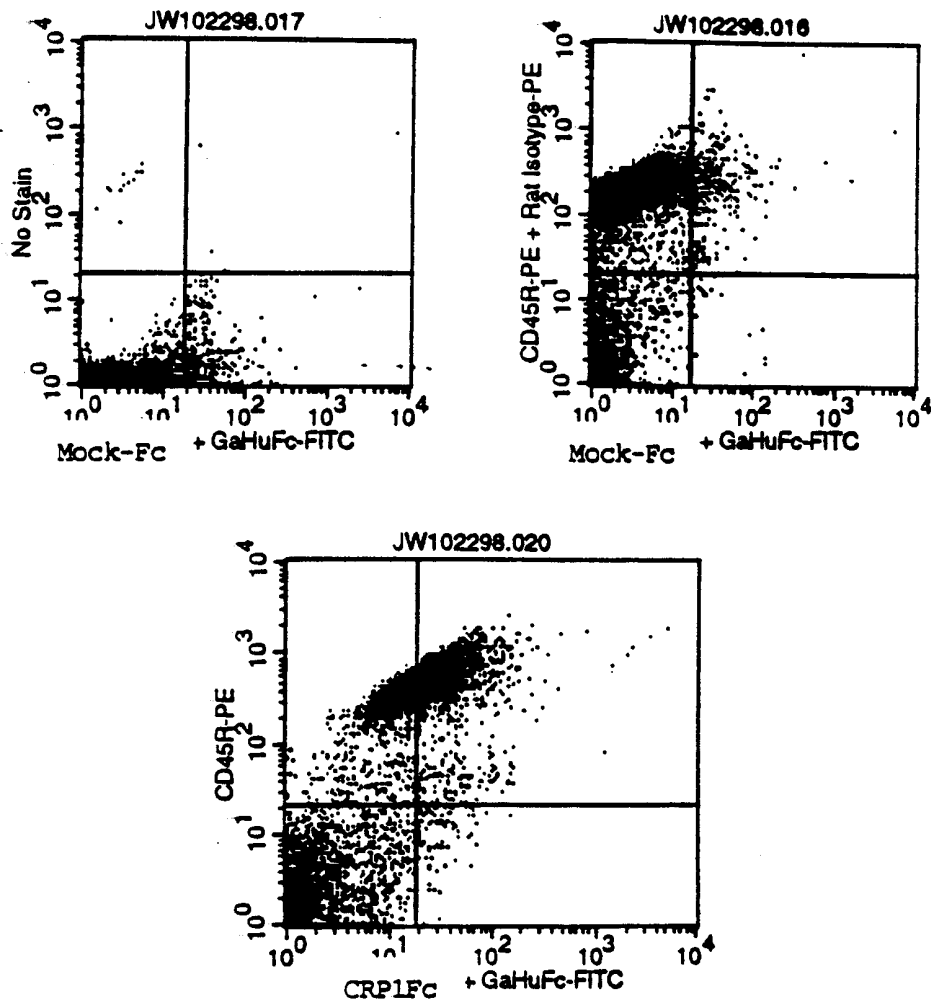 JW102298.017
No Stain
10^0 10^1 10^2 10^3 10^4
10^0 10^1 10^2 10^3 10^4
Mock-Fc + GaHuFc-FITC
JW102298.016
CD45R-PE + Rat Isotype-PE
10^0 10^1 10^2 10^3 10^4
10^0 10^1 10^2 10^3 10^4
Mock-Fc + GaHuFc-FITC
JW102298.020
CD45R-PE
10^0 10^1 10^2 10^3 10^4
10^0 10^1 10^2 10^3 10^4
CRP1Fc + GaHuFc-FITC